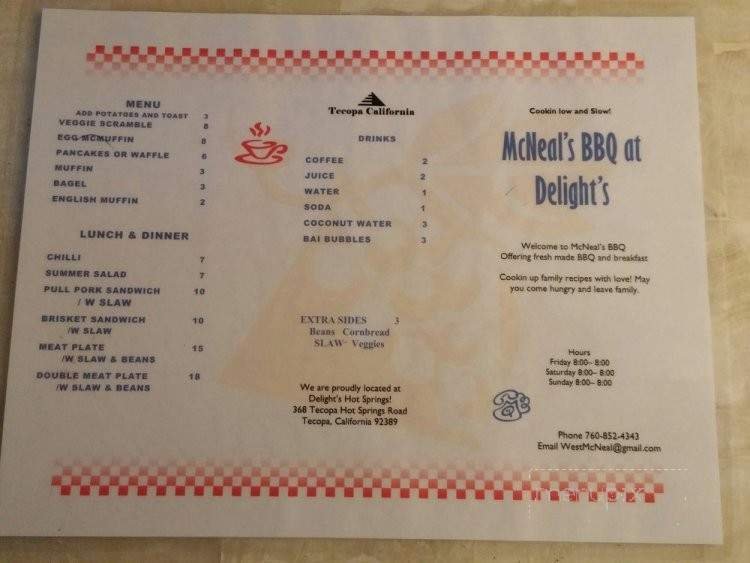 MENU
ADD POTATOES AND TOAST 3
VEGGIE SCRAMBLE 8
EGG MCMUFFIN 8
PANCAKES OR WAFFLE 6
MUFFIN 3
BAGEL 3
ENGLISH MUFFIN 2
LUNCH & DINNER
CHILLI 7
SUMMER SALAD 7
PULL PORK SANDWICH 10
/ W SLAW
BRISKET SANDWICH 10
/W SLAW
MEAT PLATE 15
/W SLAW & BEANS
DOUBLE MEAT PLATE 18
/W SLAW & BEANS
Tecopa California
DRINKS
COFFEE 2
JUICE 2
WATER 1
SODA 1
COCONUT WATER 3
BAI BUBBLES 3
EXTRA SIDES 3
Beans Cornbread
SLAW Veggies
We are proudly located at
Delight's Hot Springs!
368 Tecopa Hot Springs Road
Tecopa, California 92389
Cookin low and Slow!
McNeal's BBQ at
Delight's
Welcome to McNeal's BBQ
Offering fresh made BBQ and breakfast
Cookin up family recipes with love! May
you come hungry and leave family.
Hours
Friday 8:00– 8:00
Saturday 8:00– 8:00
Sunday 8:00– 8:00
Phone 760-852-4343
Email WestMcNeal@gmail.com
menupix